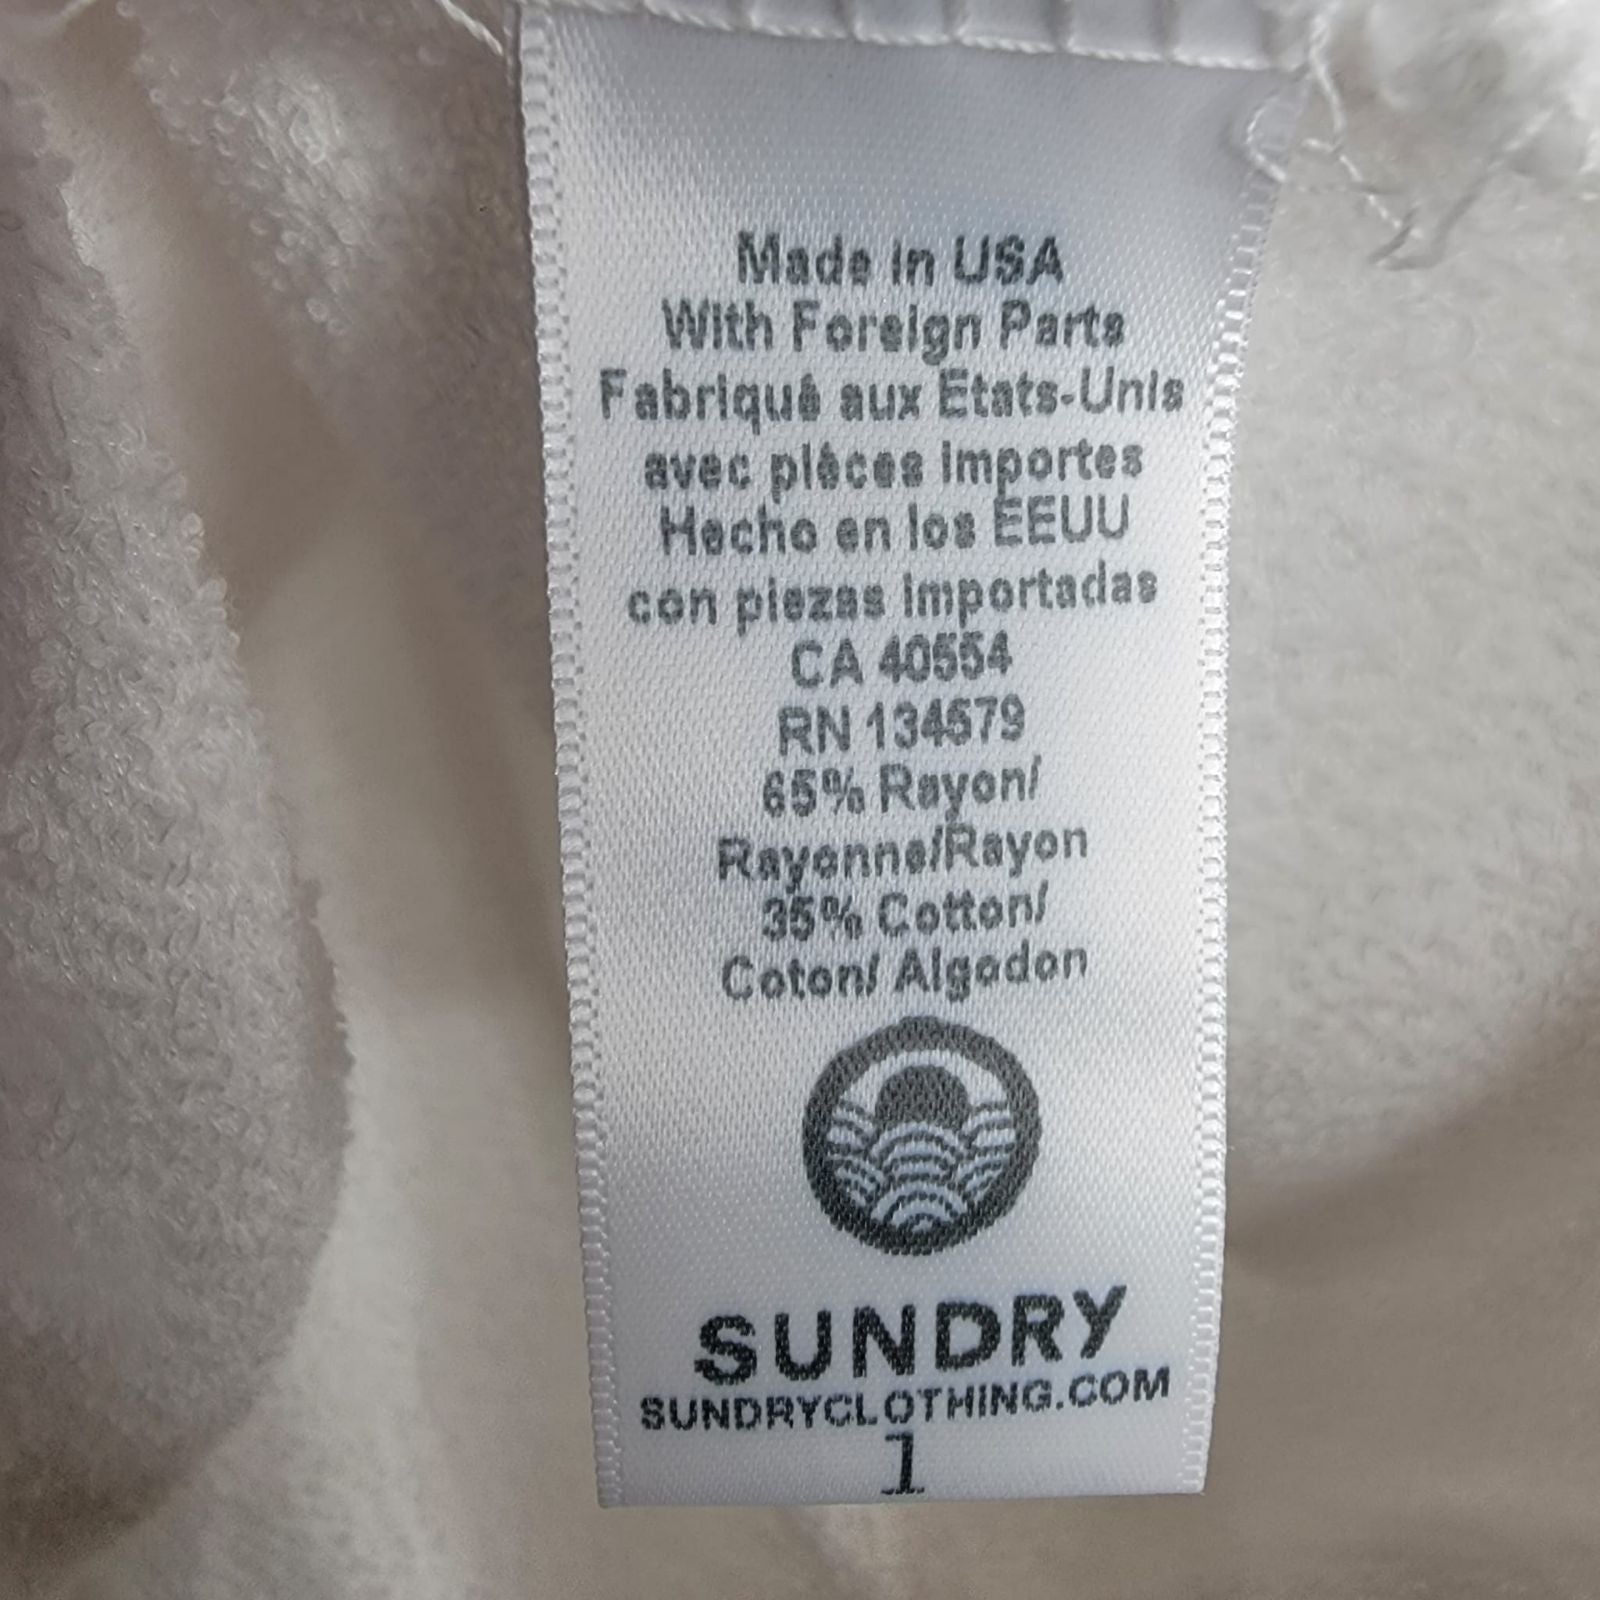 Made in USA
With Foreign Parts
Fabriqué aux Etats-Unis
avec pièces importes
Hecho en los EEUU
con piezas importadas
CA 40554
RN 134579
65% Rayon/
Rayonne/Rayon
35% Cotton/
Coton/ Algodon
SUNDRY
SUNDRYCLOTHING.COM
1